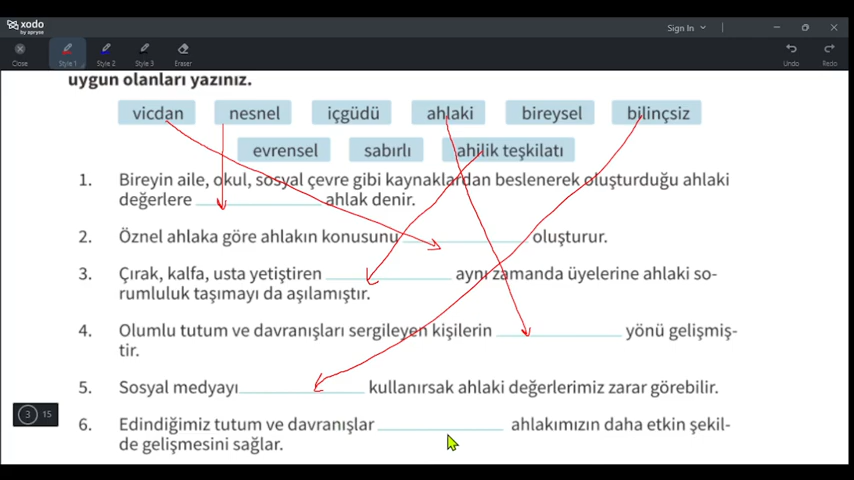 xodo
by apryse
Sign In
Close
Style 1
Style 2
Style 3
Eraser
Undo
Redo
uygun olanları yazınız.
vicdan nesnel içgüdü ahlaki bireysel bilinçsiz
evrensel sabırlı ahilik teşkilatı
1. Bireyin aile, okul, sosyal çevre gibi kaynaklardan beslenerek oluşturduğu ahlaki
değerlere ahlak denir.
2. Öznel ahlaka göre ahlakın konusunu oluşturur.
3. Çırak, kalfa, usta yetiştiren aynı zamanda üyelerine ahlaki so-
rumluluk taşımayı da aşılamıştır.
4. Olumlu tutum ve davranışları sergileyen kişilerin yönü gelişmiş-
tir.
5. Sosyal medyayı kullanırsak ahlaki değerlerimiz zarar görebilir.
3 15
6. Edindiğimiz tutum ve davranışlar ahlakımızın daha etkin şekil-
de gelişmesini sağlar.